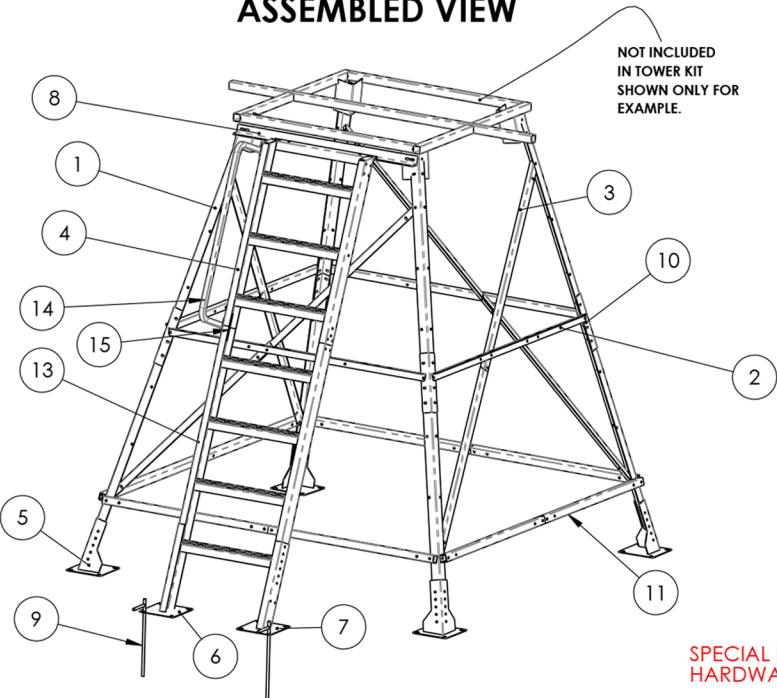 ASSEMBLED VIEW
NOT INCLUDED
IN TOWER KIT
SHOWN ONLY FOR
EXAMPLE.
8
1
3
4
10
14
15
2
13
5
11
9
6
7
SPECIAL
HARDWA